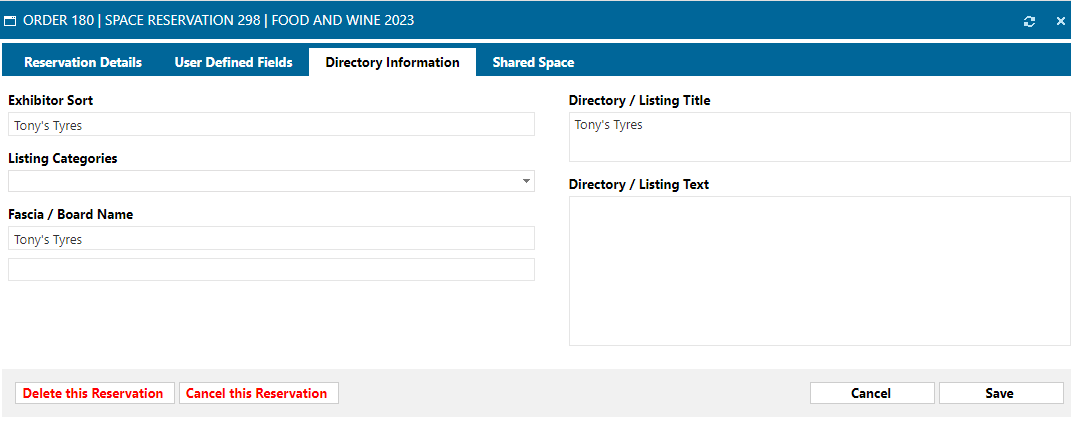 ORDER 180 | SPACE RESERVATION 298 | FOOD AND WINE 2023
Reservation Details User Defined Fields Directory Information Shared Space
Exhibitor Sort
Tony's Tyres
Listing Categories
Fascia / Board Name
Tony's Tyres
Directory / Listing Title
Tony's Tyres
Directory / Listing Text
Delete this Reservation Cancel this Reservation Cancel Save